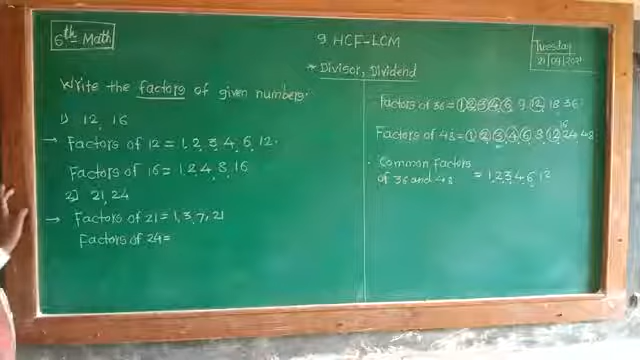 6th - Math
9 HCF-LCM
Tuesday
21/09/2021
* Divisor, Dividend
Write the factors of given numbers.
1) 12, 16
→ Factors of 12 = 1, 2, 3, 4, 6, 12.
Factors of 16 = 1, 2, 4, 8, 16
2) 21, 24
→ Factors of 21 = 1, 3, 7, 21
Factors of 24 =
Factors of 36 = 1 2 3 4 6 9 12 18 36
16
Factors of 48 = 1 2 3 4 6 8 12 24 48
Common factors
of 36 and 48 = 1, 2, 3, 4, 6, 12